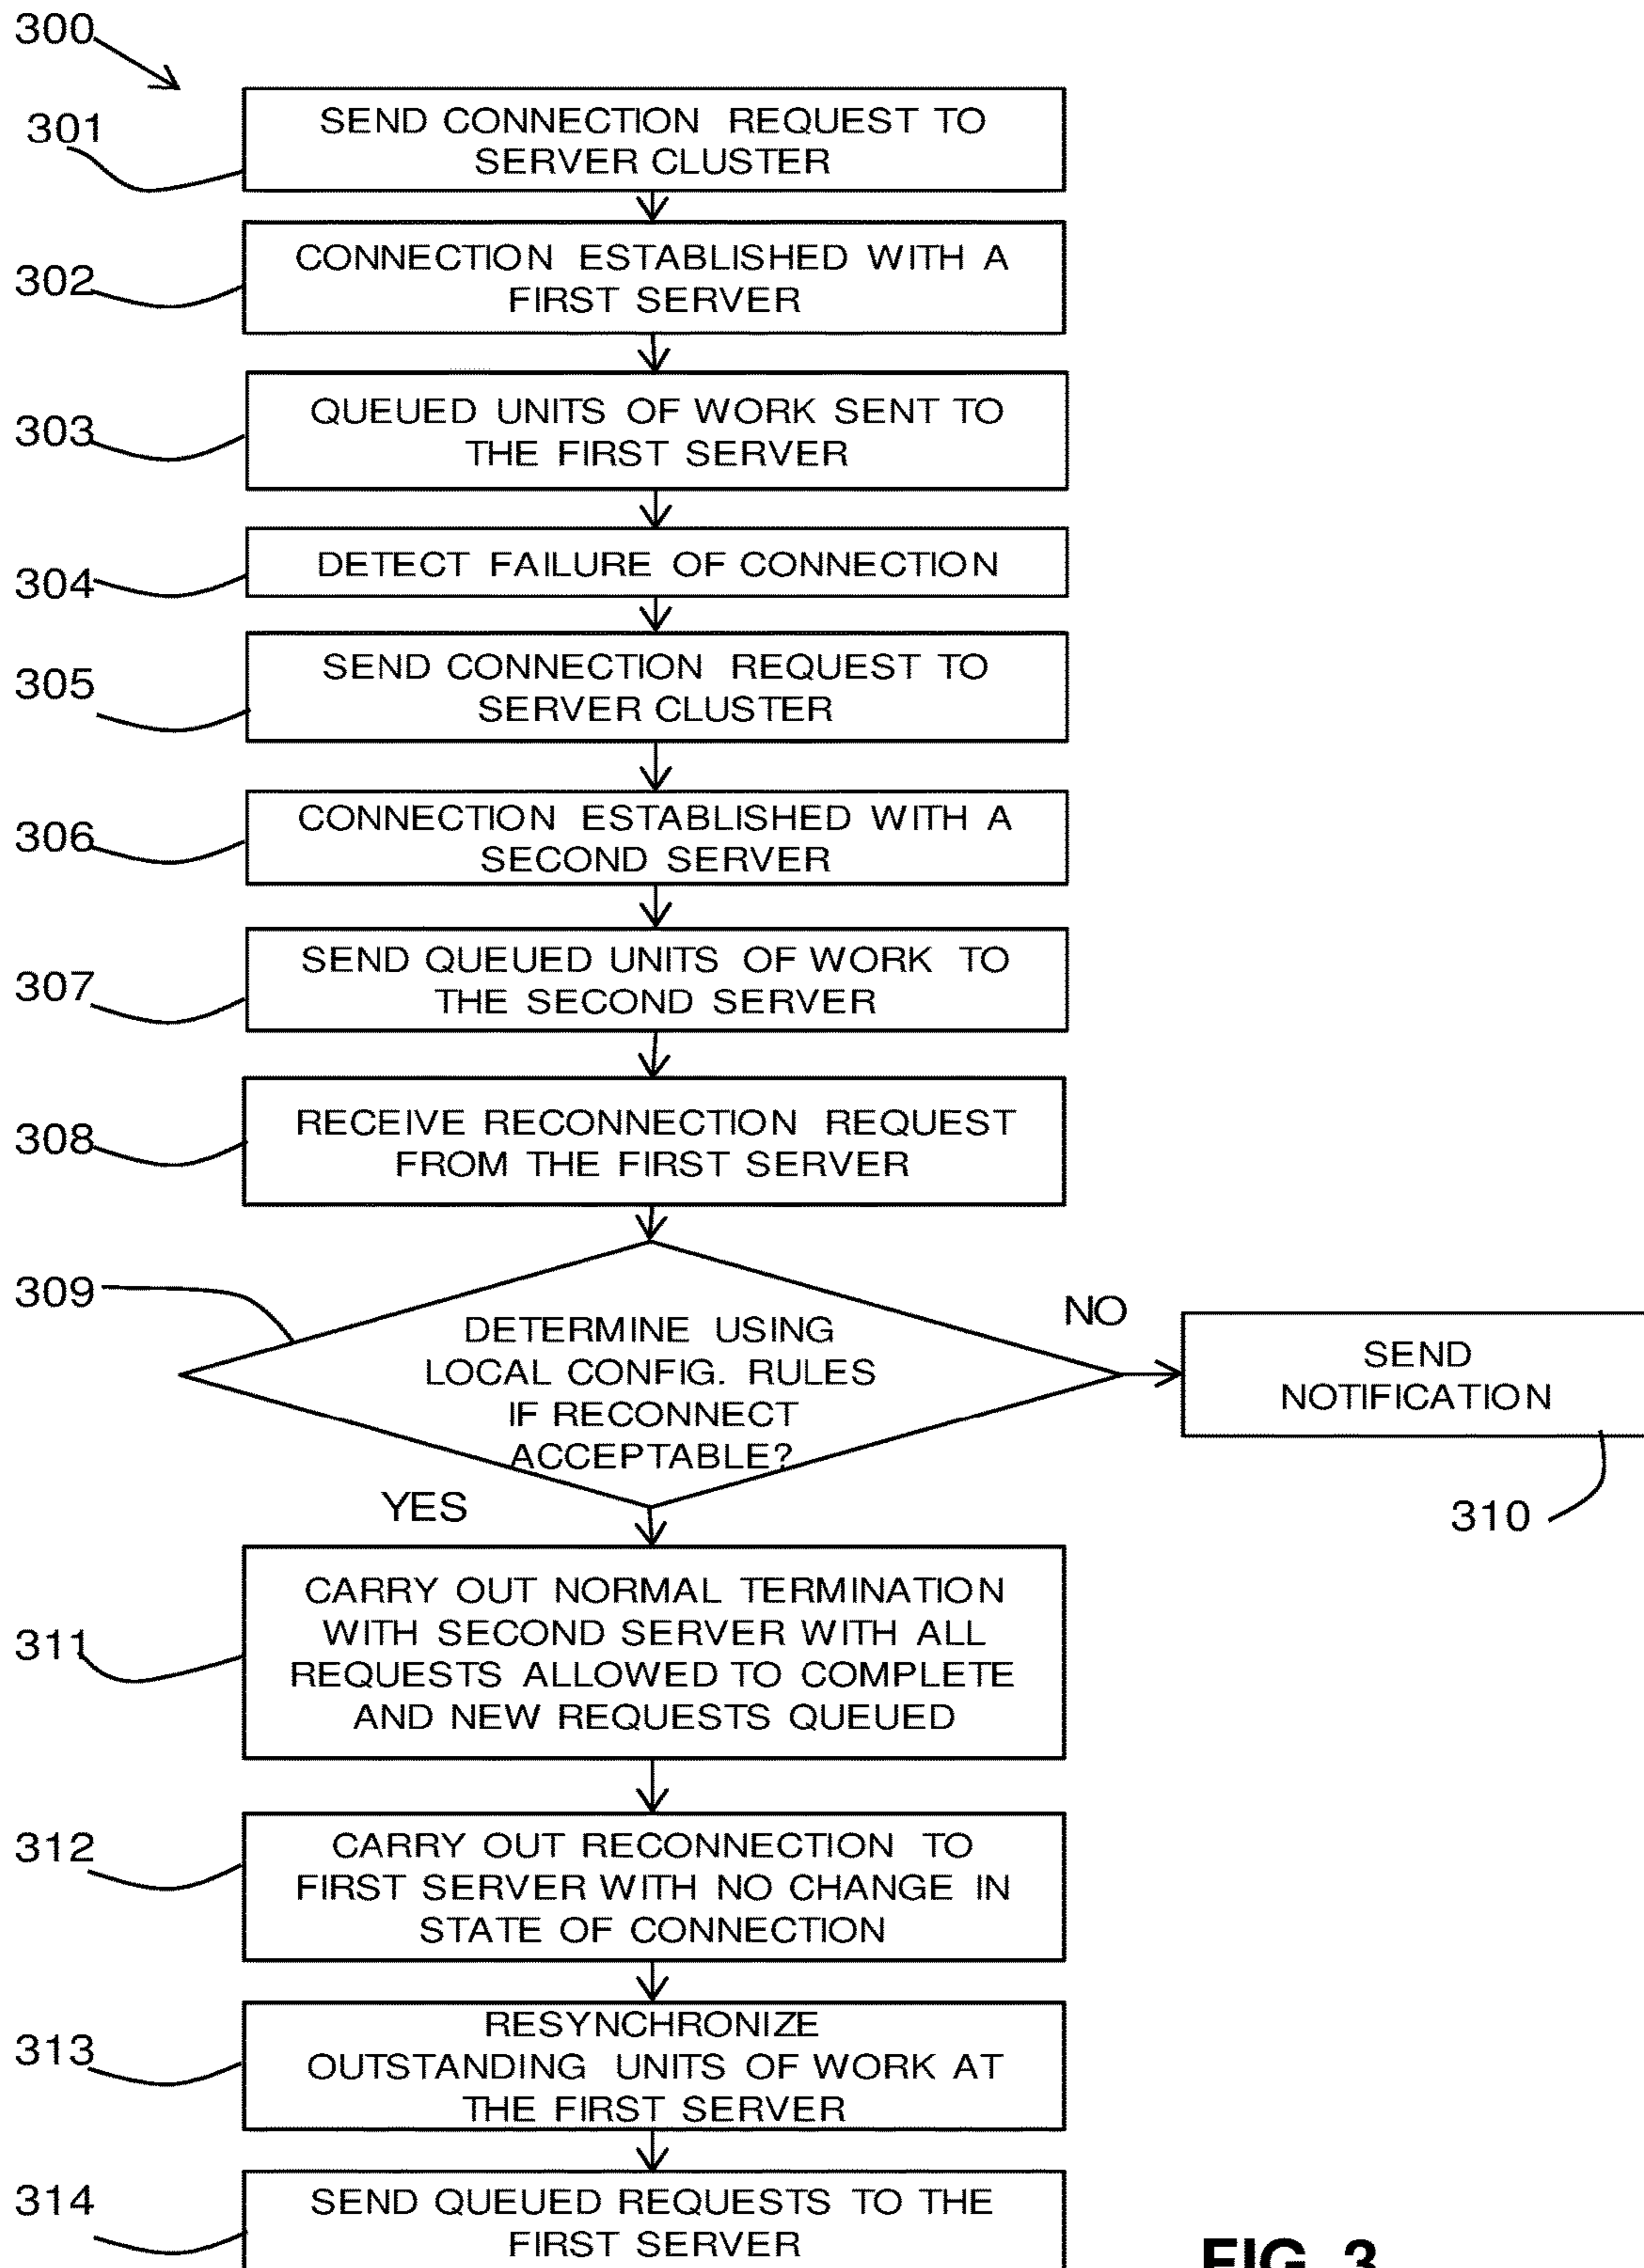 300
301
SEND CONNECTION REQUEST TO
SERVER CLUSTER
302
CONNECTION ESTABLISHED WITH A
FIRST SERVER
303
QUEUED UNITS OF WORK SENT TO
THE FIRST SERVER
304
DETECT FAILURE OF CONNECTION
305
SEND CONNECTION REQUEST TO
SERVER CLUSTER
306
CONNECTION ESTABLISHED WITH A
SECOND SERVER
307
SEND QUEUED UNITS OF WORK TO
THE SECOND SERVER
308
RECEIVE RECONNECTION REQUEST
FROM THE FIRST SERVER
309
DETERMINE USING
LOCAL CONFIG. RULES
IF RECONNECT
ACCEPTABLE?
NO
SEND
NOTIFICATION
310
YES
311
CARRY OUT NORMAL TERMINATION
WITH SECOND SERVER WITH ALL
REQUESTS ALLOWED TO COMPLETE
AND NEW REQUESTS QUEUED
312
CARRY OUT RECONNECTION TO
FIRST SERVER WITH NO CHANGE IN
STATE OF CONNECTION
313
RESYNCHRONIZE
OUTSTANDING UNITS OF WORK AT
THE FIRST SERVER
314
SEND QUEUED REQUESTS TO THE
FIRST SERVER
FIG. 3